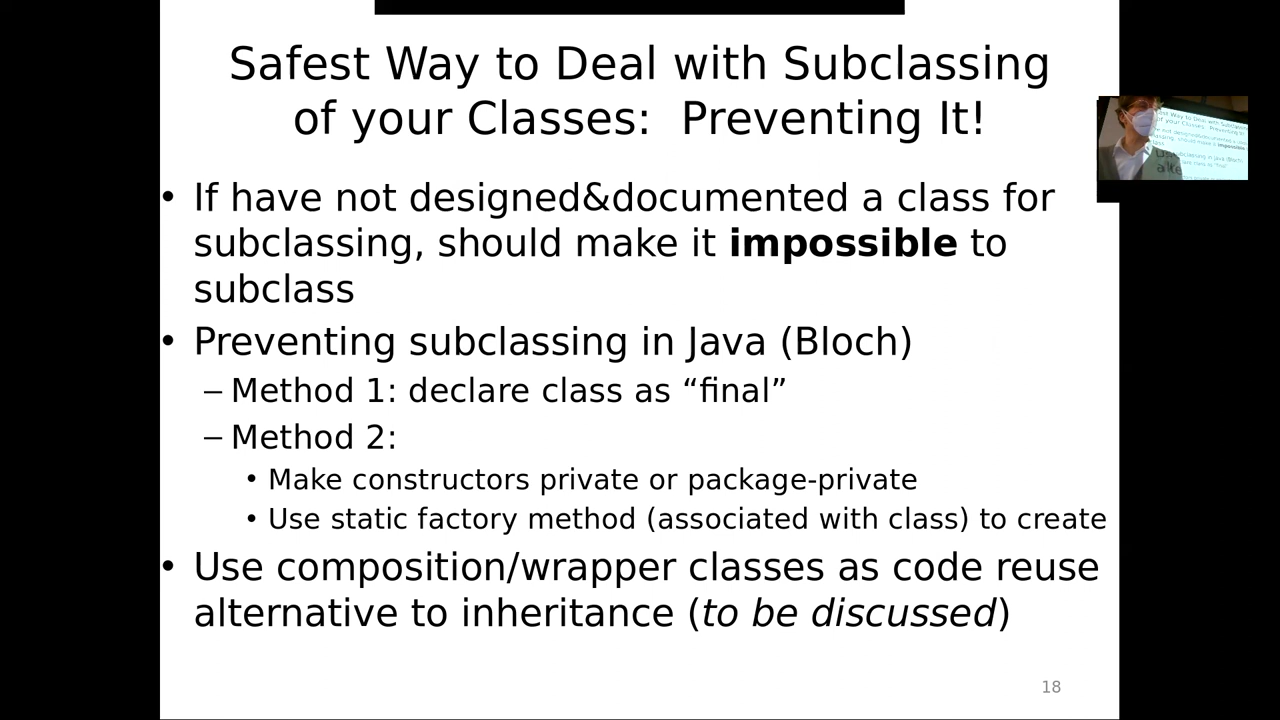 Safest Way to Deal with Subclassing
of your Classes:  Preventing It!
• If have not designed&documented a class for
subclassing, should make it impossible to
subclass
• Preventing subclassing in Java (Bloch)
– Method 1: declare class as “final”
– Method 2:
• Make constructors private or package-private
• Use static factory method (associated with class) to create
• Use composition/wrapper classes as code reuse
alternative to inheritance (to be discussed)
18